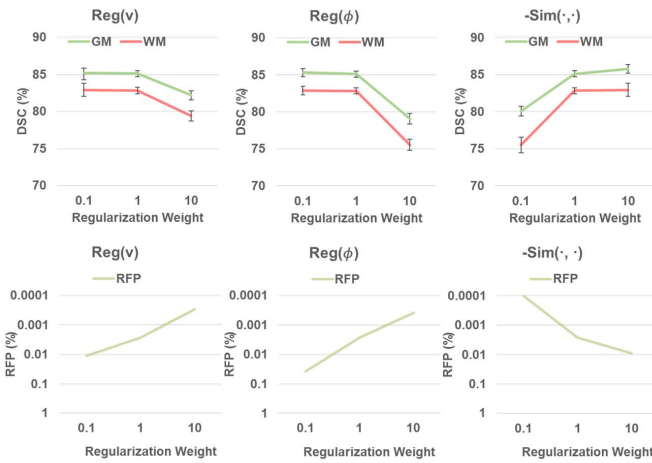 Reg(v)
90
GM WM
85
DSC (%)
80
75
70
0.1 1 10
Regularization Weight
Reg(ϕ)
90
GM WM
85
DSC (%)
80
75
70
0.1 1 10
Regularization Weight
-Sim(·,·)
90
GM WM
85
DSC (%)
80
75
70
0.1 1 10
Regularization Weight
Reg(v)
RFP
0.0001
0.001
RFP (%)
0.01
0.1
1
0.1 1 10
Regularization Weight
Reg(ϕ)
RFP
0.0001
0.001
RFP (%)
0.01
0.1
1
0.1 1 10
Regularization Weight
-Sim(·, ·)
RFP
0.0001
0.001
RFP (%)
0.01
0.1
1
0.1 1 10
Regularization Weight